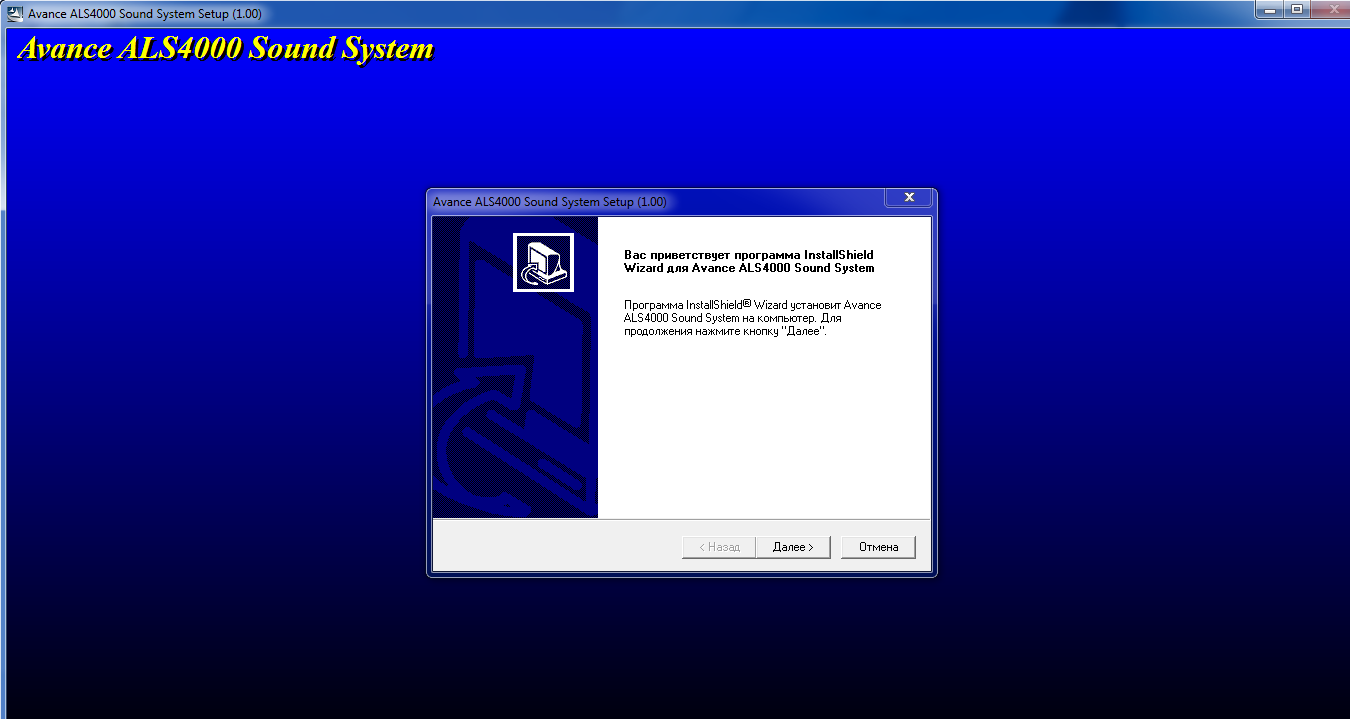 Avance ALS4000 Sound System Setup (1.00)
Avance ALS4000 Sound System
Avance ALS4000 Sound System Setup (1.00)
Вас приветствует программа InstallShield
Wizard для Avance ALS4000 Sound System
Программа InstallShield® Wizard установит Avance
ALS4000 Sound System на компьютер. Для
продолжения нажмите кнопку "Далее".
< Назад
Далее >
Отмена